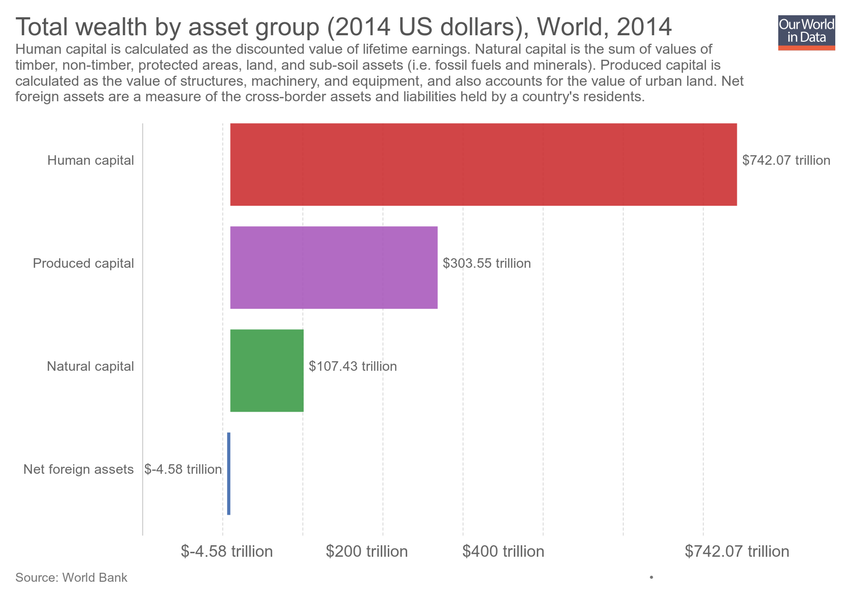 Total wealth by asset group (2014 US dollars), World, 2014
Our World
in Data
Human capital is calculated as the discounted value of lifetime earnings. Natural capital is the sum of values of
timber, non-timber, protected areas, land, and sub-soil assets (i.e. fossil fuels and minerals). Produced capital is
calculated as the value of structures, machinery, and equipment, and also accounts for the value of urban land. Net
foreign assets are a measure of the cross-border assets and liabilities held by a country's residents.
Human capital $742.07 trillion
Produced capital $303.55 trillion
Natural capital $107.43 trillion
Net foreign assets $-4.58 trillion
$-4.58 trillion $200 trillion $400 trillion $742.07 trillion
Source: World Bank •